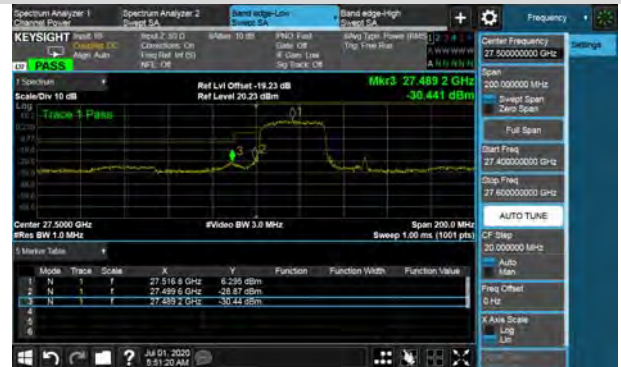 Spectrum Analyzer 1
Channel Power
Spectrum Analyzer 2
Swept SA
Band edge-Low
Swept SA
Band edge-High
Swept SA
+
Frequency
KEYSIGHT Input: RF
Coupling: DC
Align: Auto
Input Z: 50 Ω
Corrections: On
Freq Ref: Int (S)
NFE: Off
#Atten: 10 dB
PNO: Fast
Gate: Off
IF Gain: Low
Sig Track: Off
#Avg Type: Power (RMS)
Trig: Free Run
PASS
1 Spectrum
Scale/Div 10 dB
Log
Ref Lvl Offset -19.23 dB
Ref Level 20.23 dBm
Mkr3 27.489 2 GHz
-30.441 dBm
Trace 1 Pass
1
2
3
Center 27.5000 GHz
#Res BW 1.0 MHz
#Video BW 3.0 MHz
Span 200.0 MHz
Sweep 1.00 ms (1001 pts)
5 Marker Table
Mode Trace Scale X Y Function Function Width Function Value
1 N 1 f 27.516 8 GHz 6.295 dBm
2 N 1 f 27.499 6 GHz -28.87 dBm
3 N 1 f 27.489 2 GHz -30.44 dBm
4
5
6
Jul 01, 2020
5:51:20 AM
Center Frequency
27.500000000 GHz
Settings
Span
200.000000 MHz
Swept Span
Zero Span
Full Span
Start Freq
27.400000000 GHz
Stop Freq
27.600000000 GHz
AUTO TUNE
CF Step
20.000000 MHz
Auto
Man
Freq Offset
0 Hz
X Axis Scale
Log
Lin